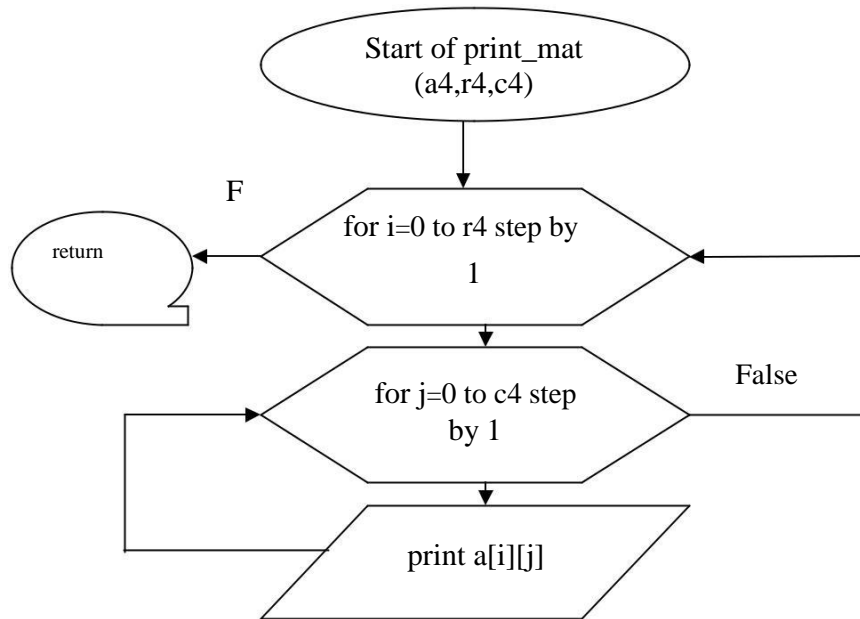 Start of print_mat
(a4,r4,c4)
F
for i=0 to r4 step by
1
return
for j=0 to c4 step
by 1
False
print a[i][j]